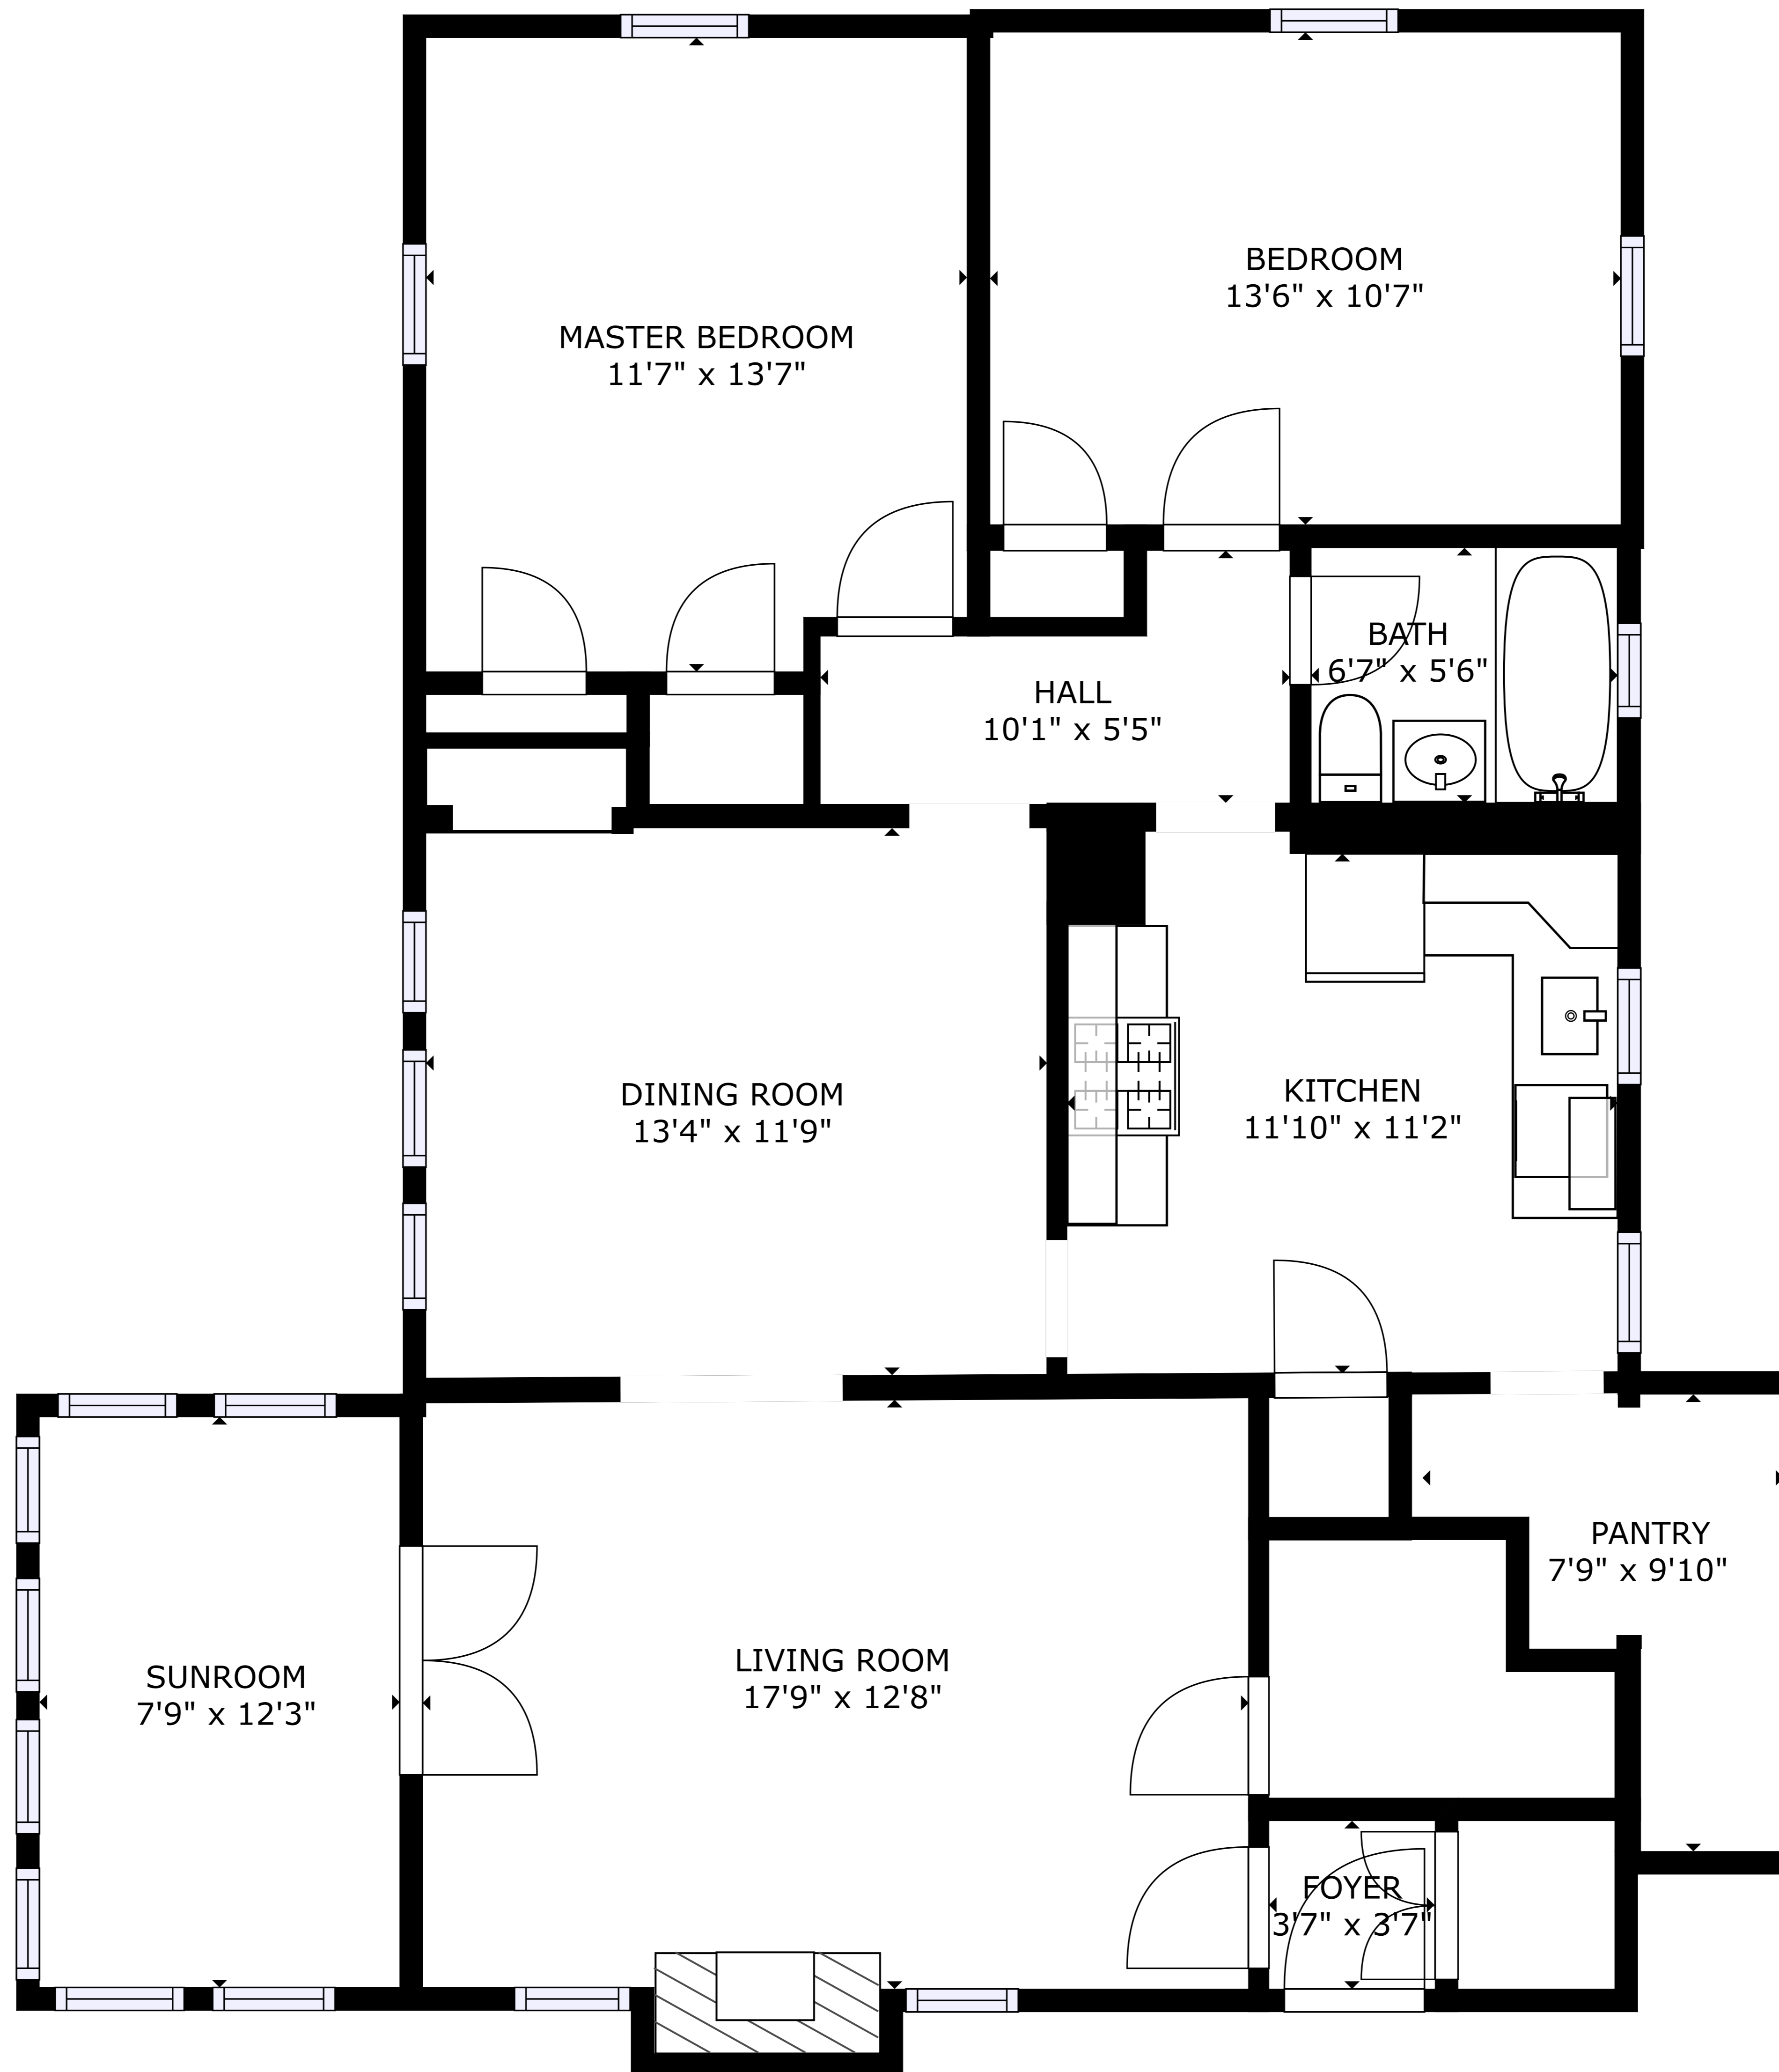 BEDROOM
13'6" x 10'7"
MASTER BEDROOM
11'7" x 13'7"
BATH
6'7" x 5'6"
HALL
10'1" x 5'5"
DINING ROOM
13'4" x 11'9"
KITCHEN
11'10" x 11'2"
PANTRY
7'9" x 9'10"
SUNROOM
7'9" x 12'3"
LIVING ROOM
17'9" x 12'8"
FOYER
3'7" x 3'7"